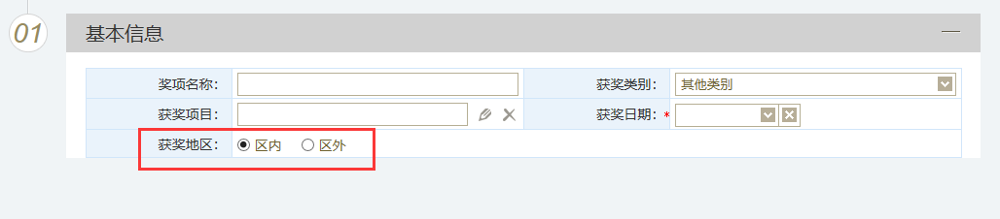 01 基本信息
奖项名称： 获奖类别： 其他类别
获奖项目： 获奖日期：*
获奖地区： 区内 区外